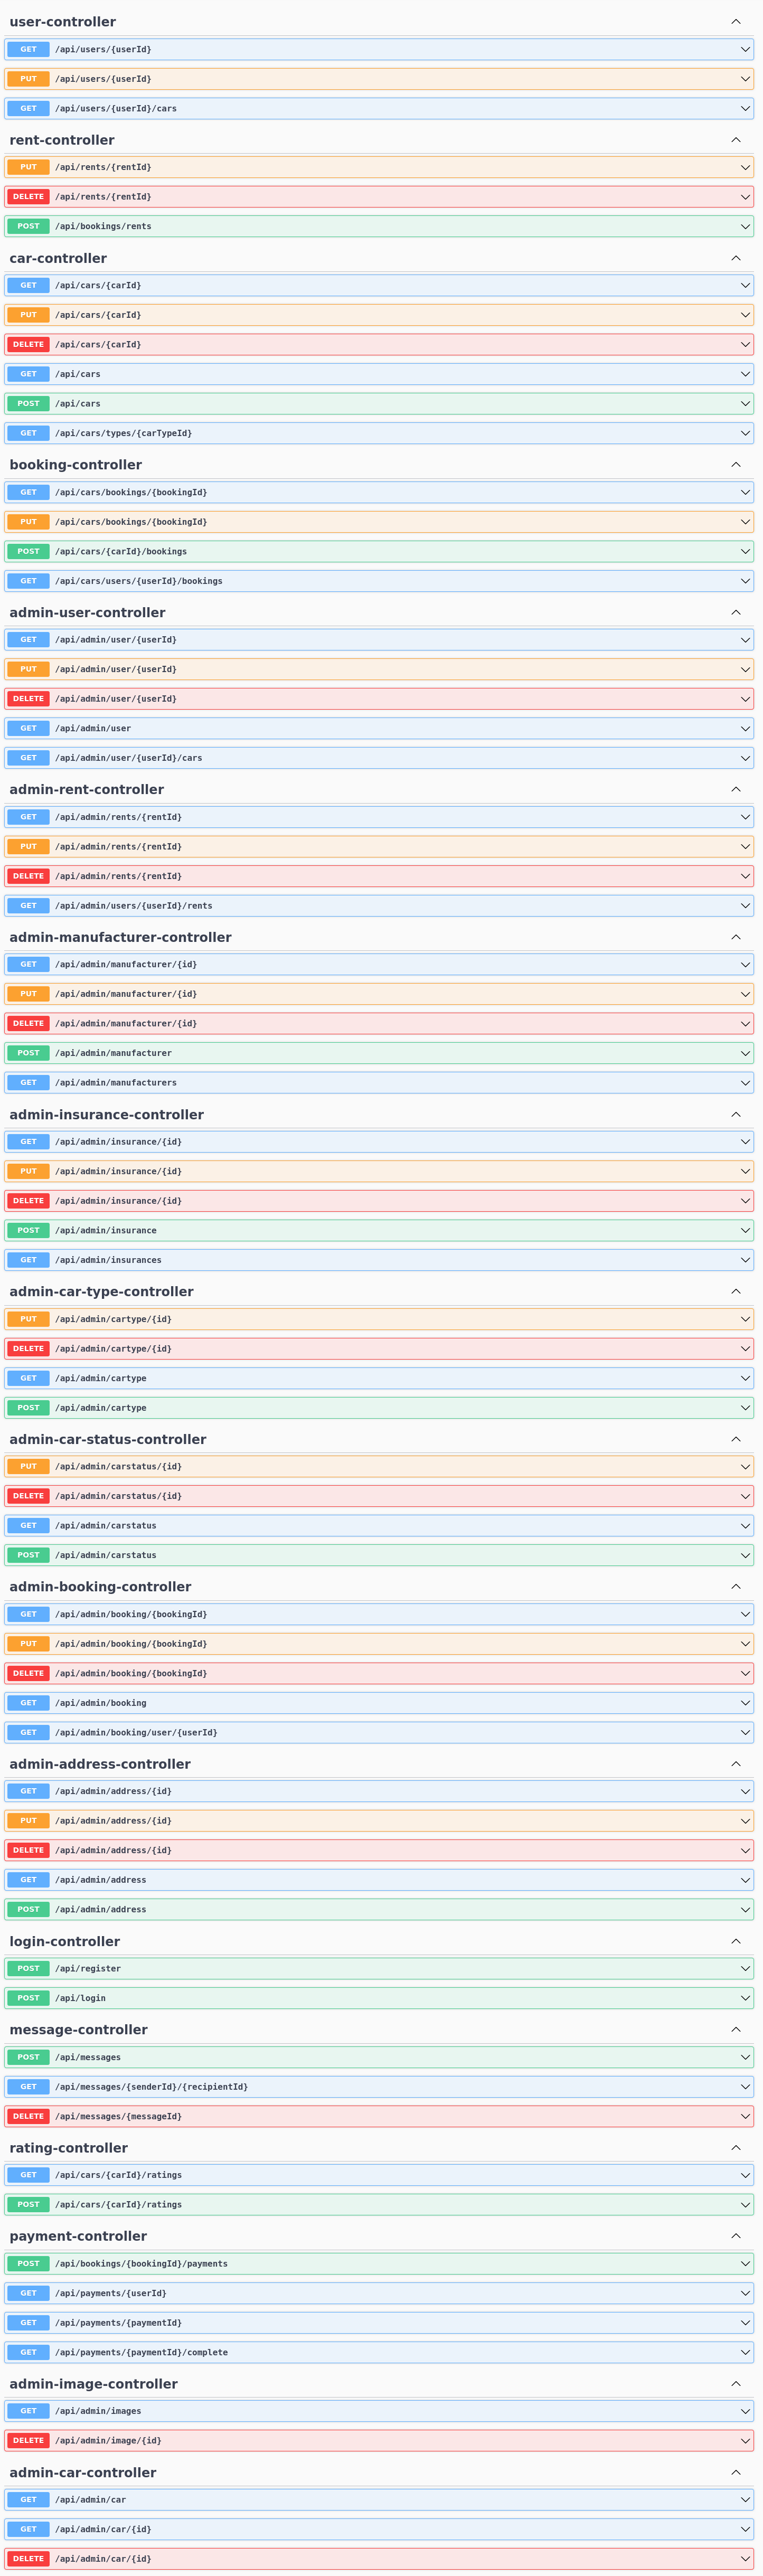 user-controller
GET /api/users/{userId}
PUT /api/users/{userId}
GET /api/users/{userId}/cars
rent-controller
PUT /api/rents/{rentId}
DELETE /api/rents/{rentId}
POST /api/bookings/rents
car-controller
GET /api/cars/{carId}
PUT /api/cars/{carId}
DELETE /api/cars/{carId}
GET /api/cars
POST /api/cars
GET /api/cars/types/{carTypeId}
booking-controller
GET /api/cars/bookings/{bookingId}
PUT /api/cars/bookings/{bookingId}
POST /api/cars/{carId}/bookings
GET /api/cars/users/{userId}/bookings
admin-user-controller
GET /api/admin/user/{userId}
PUT /api/admin/user/{userId}
DELETE /api/admin/user/{userId}
GET /api/admin/user
GET /api/admin/user/{userId}/cars
admin-rent-controller
GET /api/admin/rents/{rentId}
PUT /api/admin/rents/{rentId}
DELETE /api/admin/rents/{rentId}
GET /api/admin/users/{userId}/rents
admin-manufacturer-controller
GET /api/admin/manufacturer/{id}
PUT /api/admin/manufacturer/{id}
DELETE /api/admin/manufacturer/{id}
POST /api/admin/manufacturer
GET /api/admin/manufacturers
admin-insurance-controller
GET /api/admin/insurance/{id}
PUT /api/admin/insurance/{id}
DELETE /api/admin/insurance/{id}
POST /api/admin/insurance
GET /api/admin/insurances
admin-car-type-controller
PUT /api/admin/cartype/{id}
DELETE /api/admin/cartype/{id}
GET /api/admin/cartype
POST /api/admin/cartype
admin-car-status-controller
PUT /api/admin/carstatus/{id}
DELETE /api/admin/carstatus/{id}
GET /api/admin/carstatus
POST /api/admin/carstatus
admin-booking-controller
GET /api/admin/booking/{bookingId}
PUT /api/admin/booking/{bookingId}
DELETE /api/admin/booking/{bookingId}
GET /api/admin/booking
GET /api/admin/booking/user/{userId}
admin-address-controller
GET /api/admin/address/{id}
PUT /api/admin/address/{id}
DELETE /api/admin/address/{id}
GET /api/admin/address
POST /api/admin/address
login-controller
POST /api/register
POST /api/login
message-controller
POST /api/messages
GET /api/messages/{senderId}/{recipientId}
DELETE /api/messages/{messageId}
rating-controller
GET /api/cars/{carId}/ratings
POST /api/cars/{carId}/ratings
payment-controller
POST /api/bookings/{bookingId}/payments
GET /api/payments/{userId}
GET /api/payments/{paymentId}
GET /api/payments/{paymentId}/complete
admin-image-controller
GET /api/admin/images
DELETE /api/admin/image/{id}
admin-car-controller
GET /api/admin/car
GET /api/admin/car/{id}
DELETE /api/admin/car/{id}